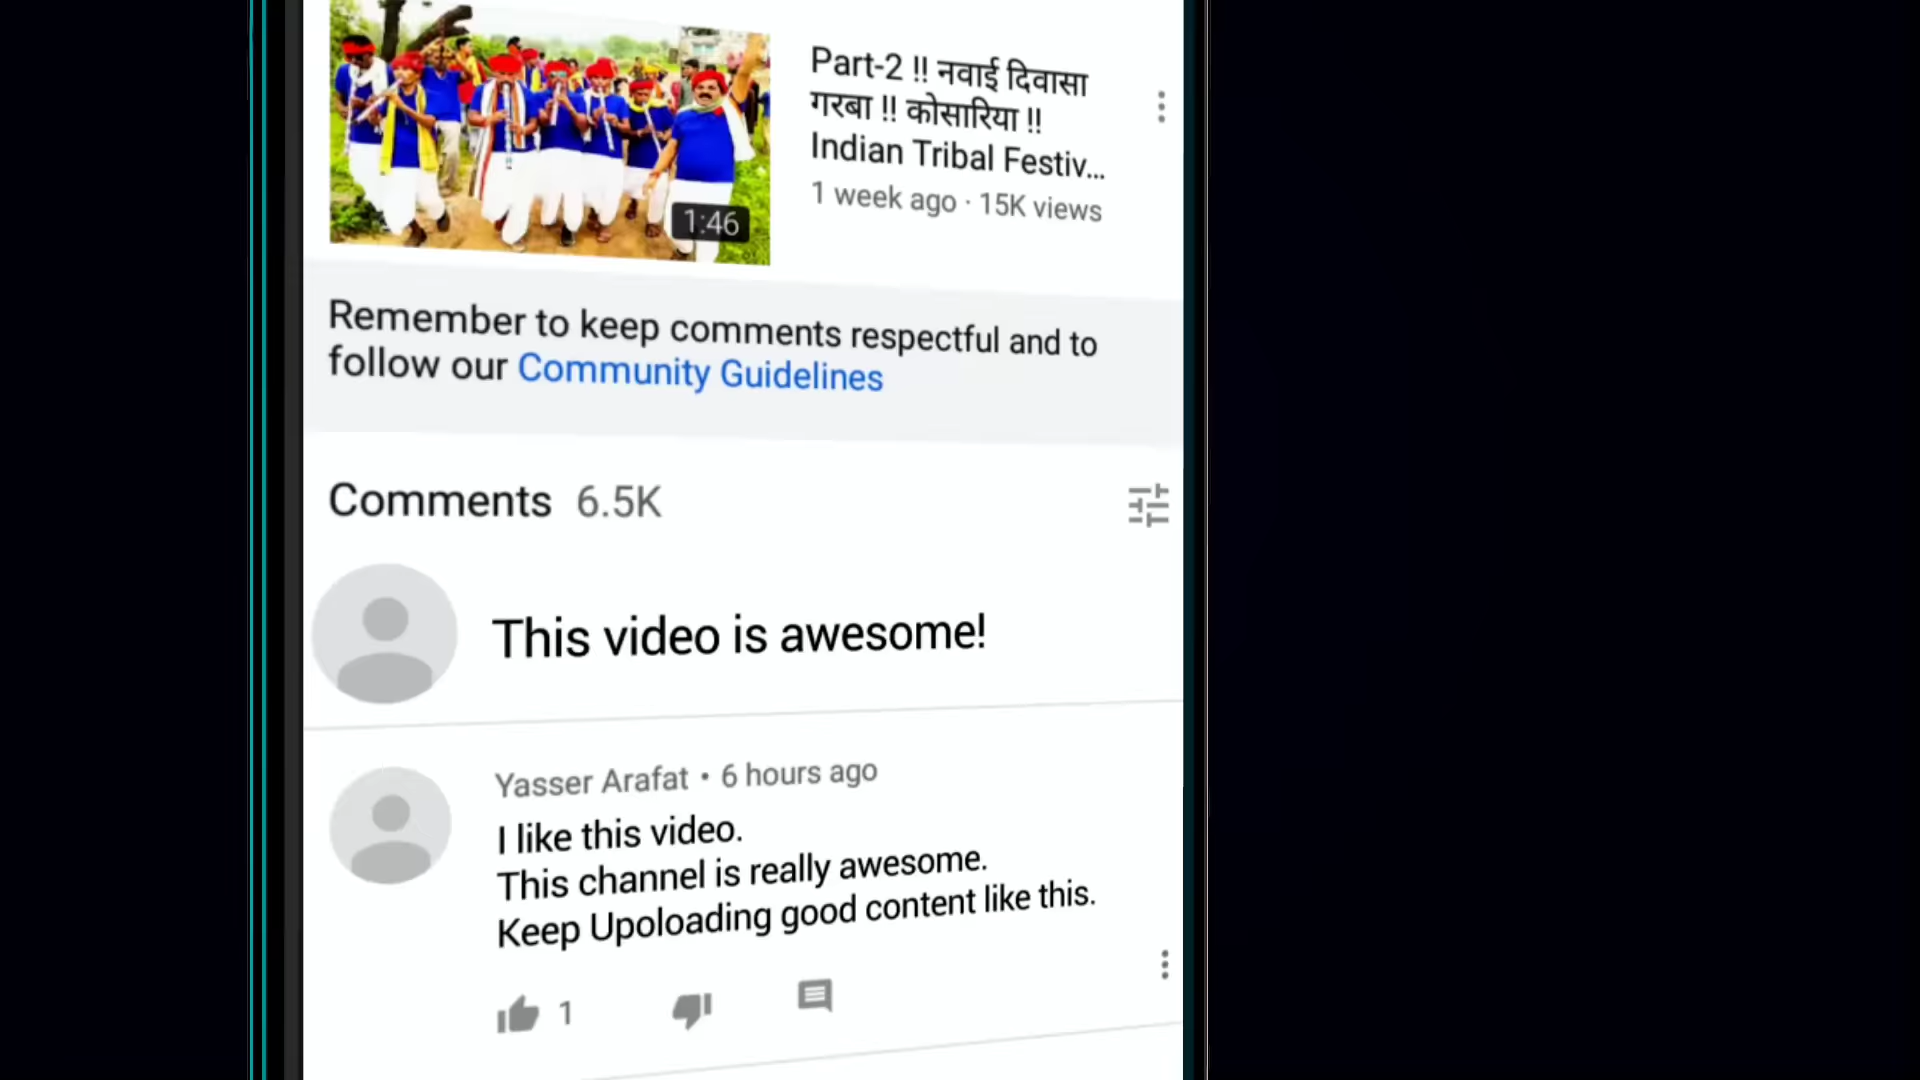 Part-2 !! नवाई दिवासा
गरबा !! कोसारिया !!
Indian Tribal Festiv...
1 week ago · 15K views
1:46
Remember to keep comments respectful and to
follow our Community Guidelines
Comments 6.5K
This video is awesome!
Yasser Arafat • 6 hours ago
I like this video.
This channel is really awesome.
Keep Upoloading good content like this.
1